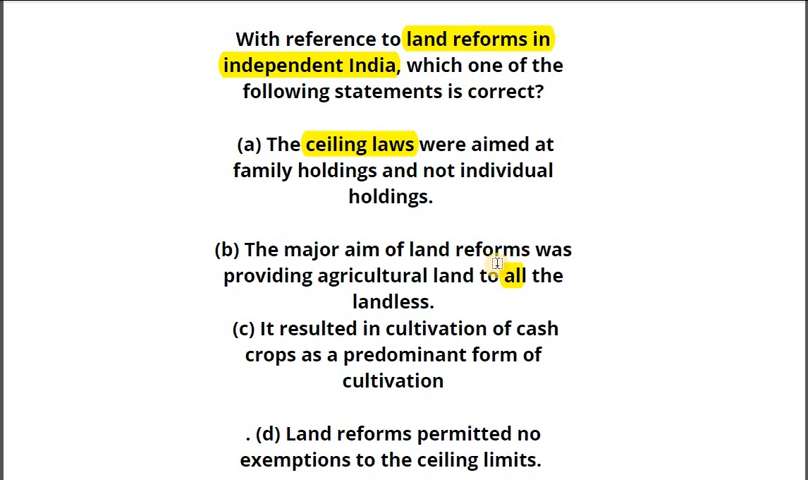 With reference to land reforms in
independent India, which one of the
following statements is correct?
(a) The ceiling laws were aimed at
family holdings and not individual
holdings.
(b) The major aim of land reforms was
providing agricultural land to all the
landless.
(c) It resulted in cultivation of cash
crops as a predominant form of
cultivation
. (d) Land reforms permitted no
exemptions to the ceiling limits.